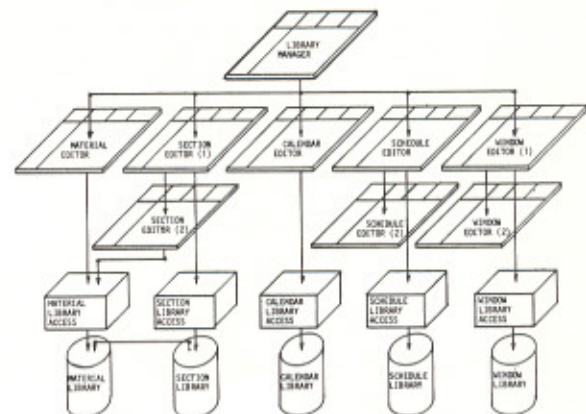 LIBRARY
MANAGER
MATERIAL
EDITOR
SECTION
EDITOR (1)
CALENDAR
EDITOR
SCHEDULE
EDITOR
WINDOW
EDITOR (1)
SECTION
EDITOR (2)
SCHEDULE
EDITOR (2)
WINDOW
EDITOR (2)
MATERIAL
LIBRARY
ACCESS
SECTION
LIBRARY
ACCESS
CALENDAR
LIBRARY
ACCESS
SCHEDULE
LIBRARY
ACCESS
WINDOW
LIBRARY
ACCESS
MATERIAL
LIBRARY
SECTION
LIBRARY
CALENDAR
LIBRARY
SCHEDULE
LIBRARY
WINDOW
LIBRARY